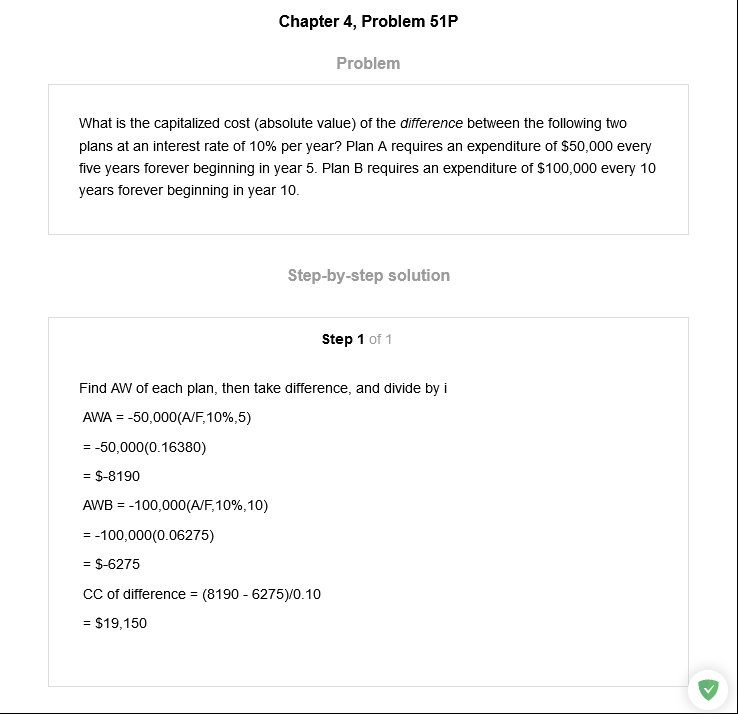 Chapter 4, Problem 51P
Problem
What is the capitalized cost (absolute value) of the difference between the following two
plans at an interest rate of 10% per year? Plan A requires an expenditure of $50,000 every
five years forever beginning in year 5. Plan B requires an expenditure of $100,000 every 10
years forever beginning in year 10.
Step-by-step solution
Step 1 of 1
Find AW of each plan, then take difference, and divide by i
AWA = -50,000(A/F,10%,5)
= -50,000(0.16380)
= $-8190
AWB = -100,000(A/F,10%,10)
= -100,000(0.06275)
= $-6275
CC of difference = (8190 - 6275)/0.10
= $19,150